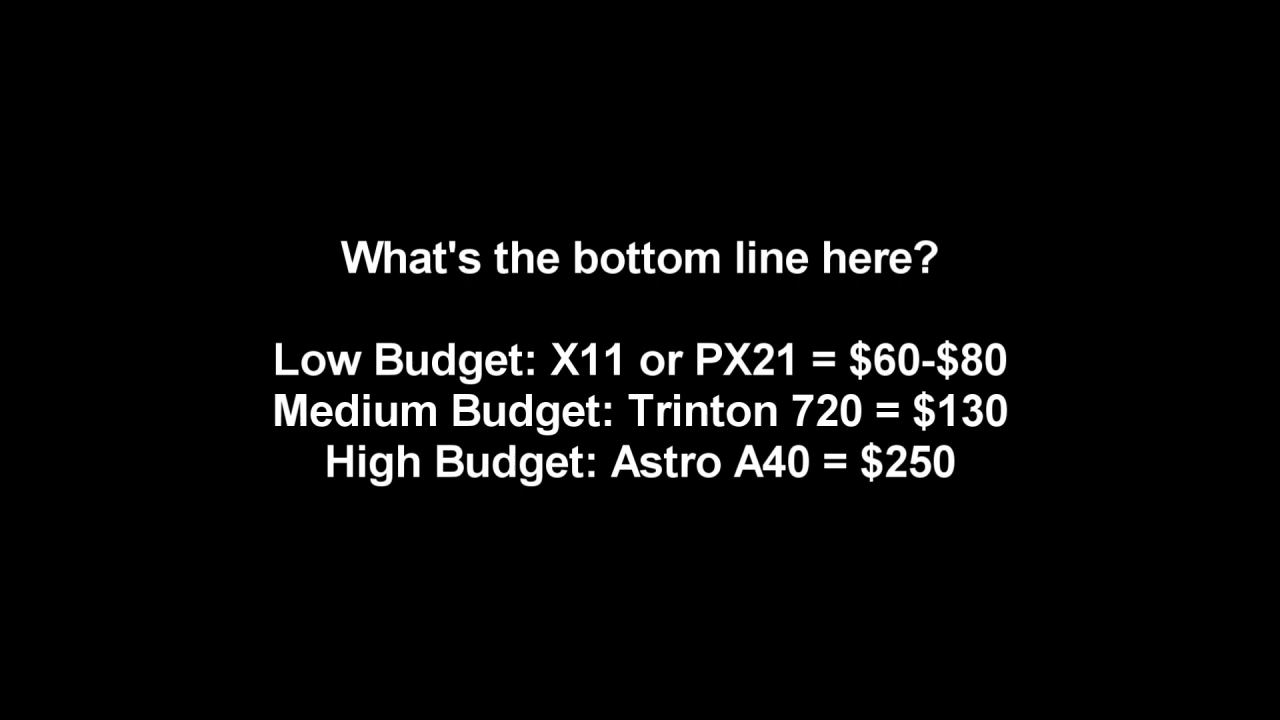 What's the bottom line here?
Low Budget: X11 or PX21 = $60-$80
Medium Budget: Trinton 720 = $130
High Budget: Astro A40 = $250